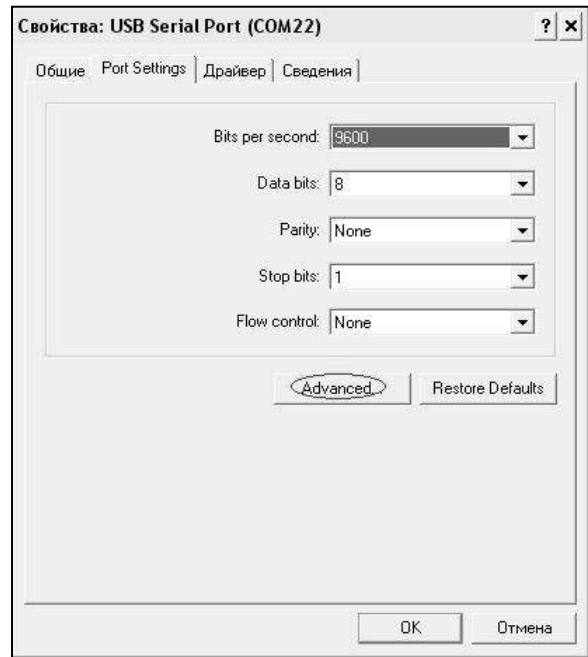 Свойства: USB Serial Port (COM22)
Общие Port Settings Драйвер Сведения
Bits per second: 9600
Data bits: 8
Parity: None
Stop bits: 1
Flow control: None
Advanced... Restore Defaults
OK Отмена